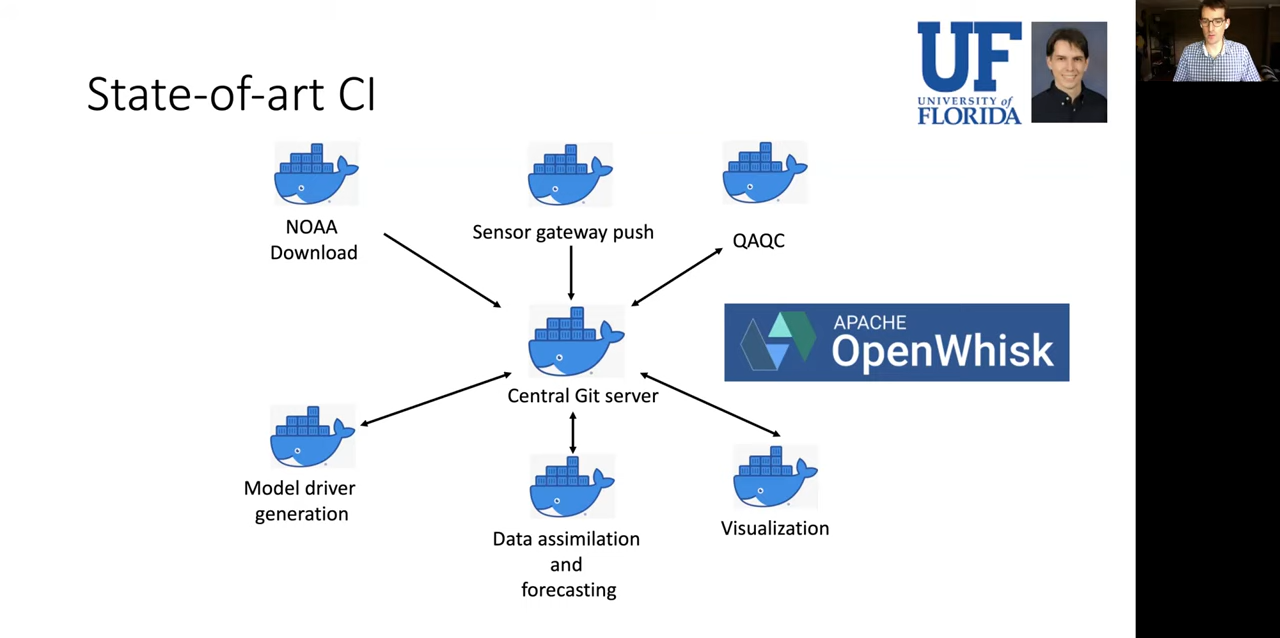 State-of-art CI
UF
UNIVERSITY of
FLORIDA
NOAA
Download
Sensor gateway push
QAQC
APACHE
OpenWhisk
Central Git server
Model driver
generation
Data assimilation
and
forecasting
Visualization